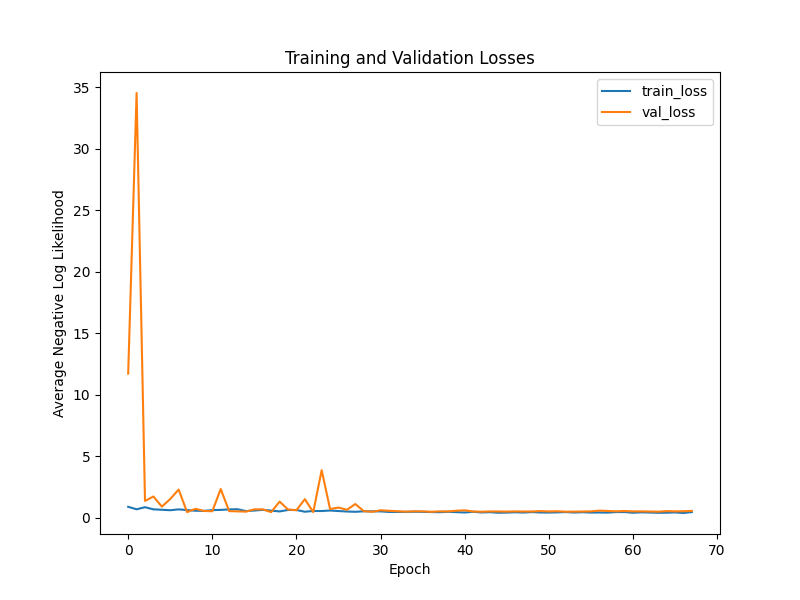 Training and Validation Losses
train_loss
val_loss
35
30
25
20
15
10
5
0
Average Negative Log Likelihood
0 10 20 30 40 50 60 70
Epoch